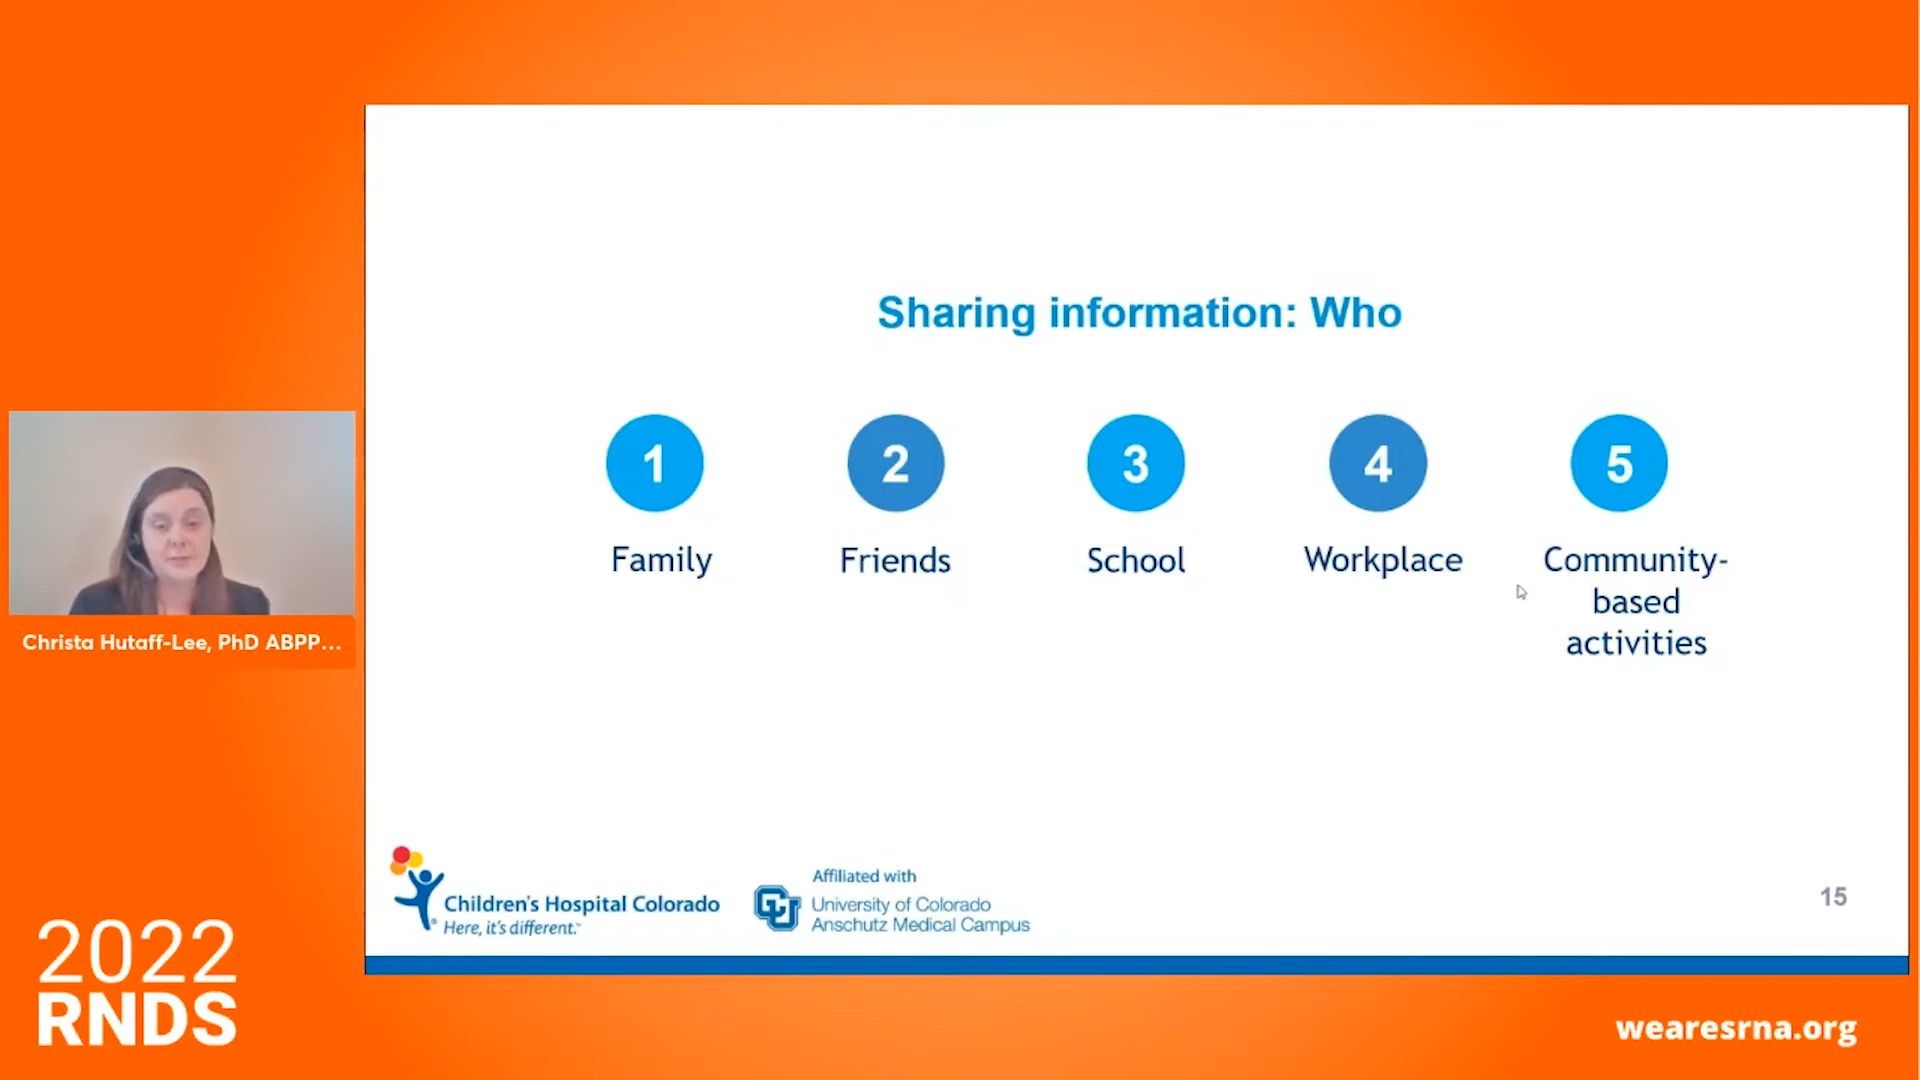 Sharing information: Who
1
2
3
4
5
Family
Friends
School
Workplace
Community-
based
activities
Christa Hutaff-Lee, PhD ABPP...
Children's Hospital Colorado
Here, it's different.™
Affiliated with
CU
University of Colorado
Anschutz Medical Campus
15
2022
RNDS
wearesrna.org